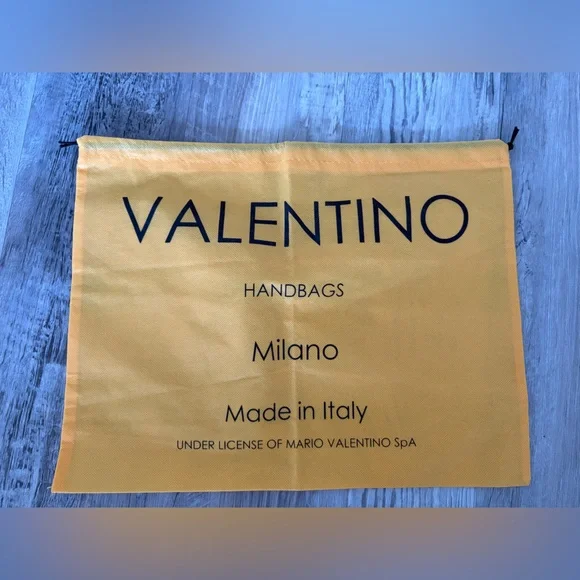 VALENTINO
HANDBAGS
Milano
Made in Italy
UNDER LICENSE OF MARIO VALENTINO SpA